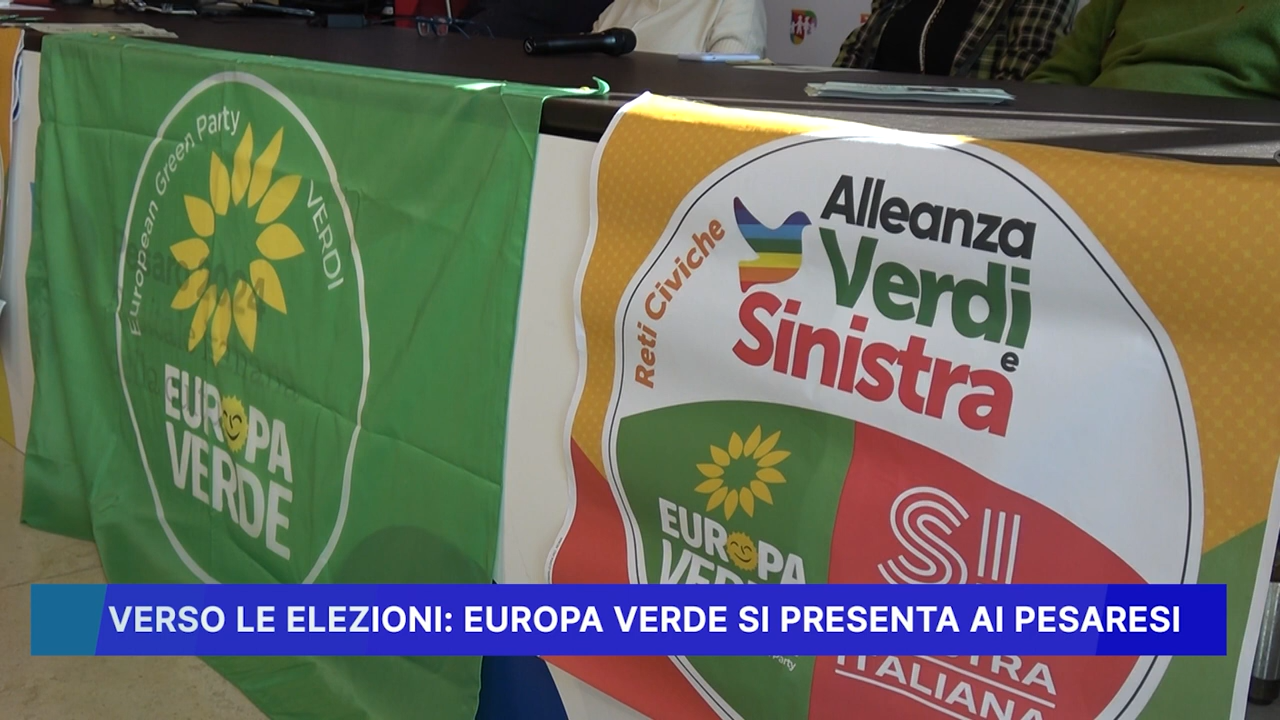 European Green Party
VERDI
EUROPA
VERDE
Reti Civiche
Alleanza
Verdi
e
Sinistra
EUROPA
VERDE
SI
ITALIANA
party
VERSO LE ELEZIONI: EUROPA VERDE SI PRESENTA AI PESARESI